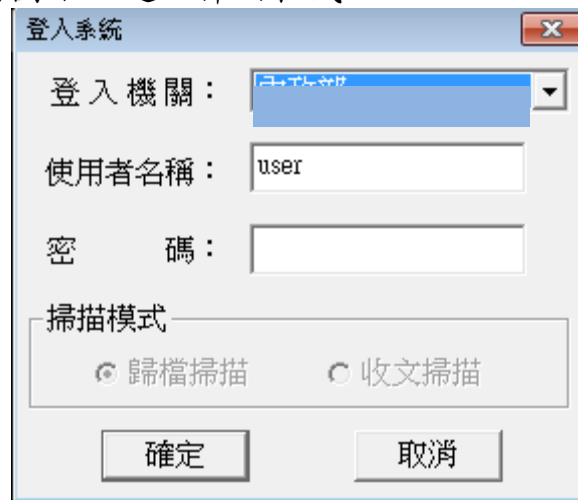 登入系統
登入機關：
使用者名稱： user
密 碼：
掃描模式
歸檔掃描 收文掃描
確定 取消